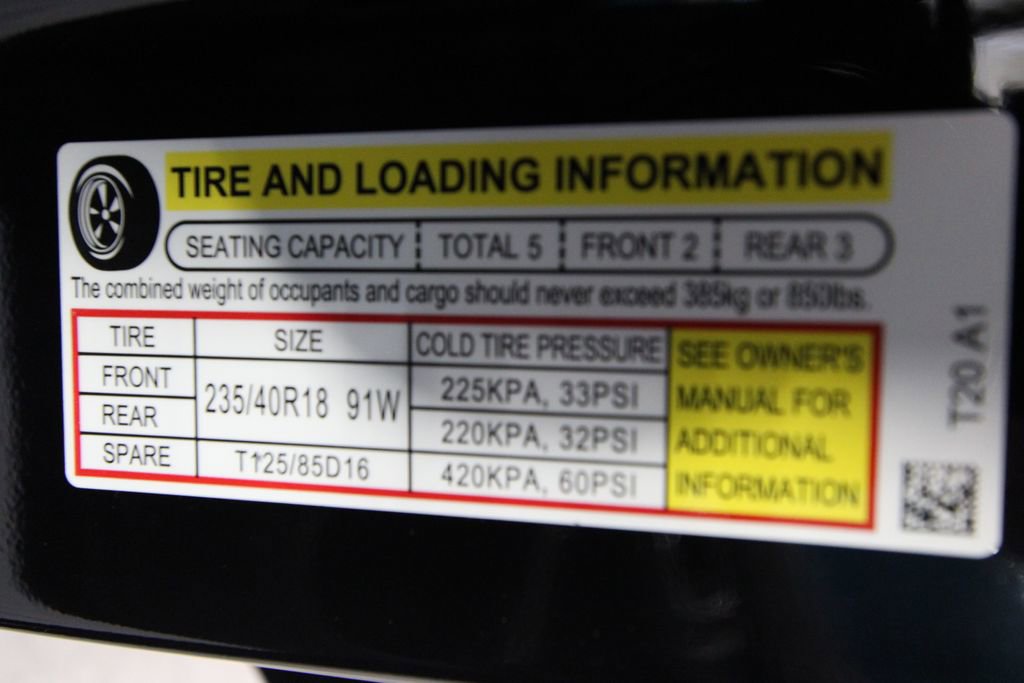 TIRE AND LOADING INFORMATION
SEATING CAPACITY TOTAL 5 FRONT 2 REAR 3
The combined weight of occupants and cargo should never exceed 385kg or 850lbs.
TIRE SIZE COLD TIRE PRESSURE
FRONT 235/40R18 91W 225KPA, 33PSI
REAR 220KPA, 32PSI
SPARE T125/85D16 420KPA, 60PSI
SEE OWNER'S
MANUAL FOR
ADDITIONAL
INFORMATION
T20 A1